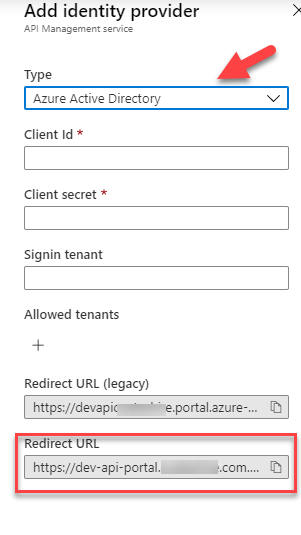 Add identity provider
API Management service
Type
Azure Active Directory
Client Id *
Client secret *
Signin tenant
Allowed tenants
+
Redirect URL (legacy)
https://devapi e.portal.azure-...
Redirect URL
https://dev-api-portal. e.com....